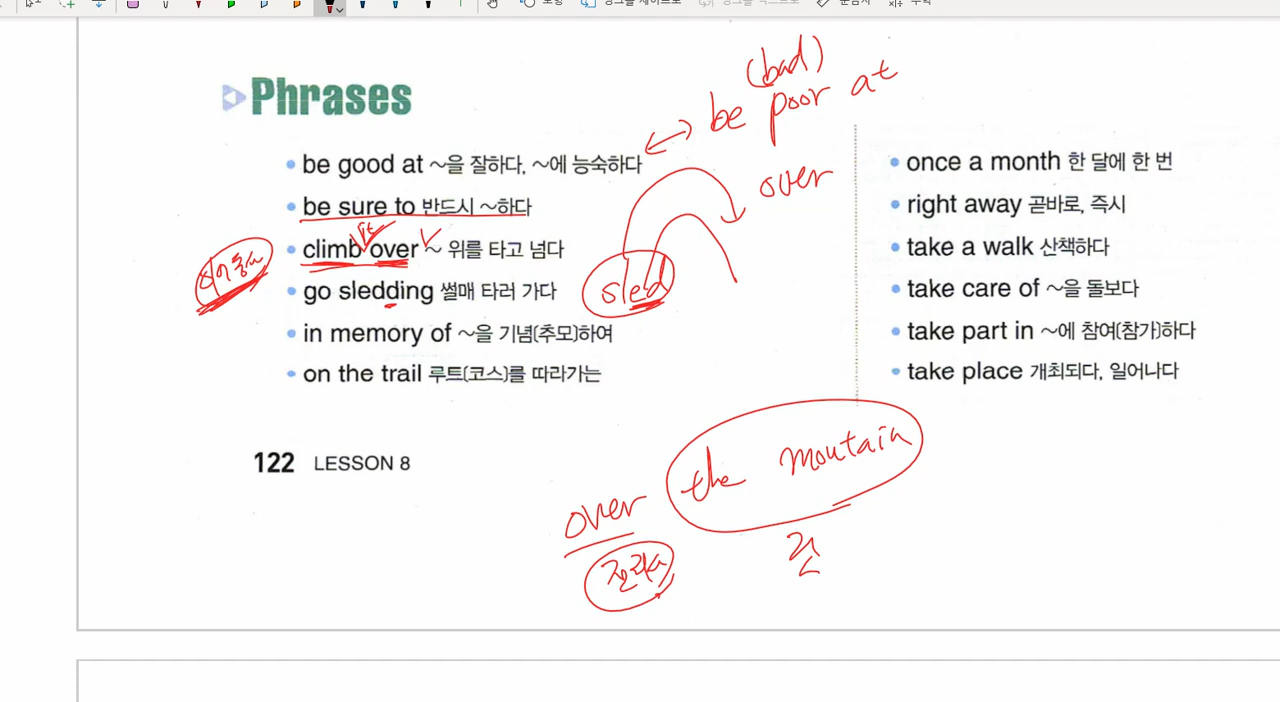 (bad)
Phrases
be poor at
be good at ~을 잘하다, ~에 능숙하다
over
be sure to 반드시 ~하다
it
climb over ~ 위를 타고 넘다
go sledding 썰매 타러 가다
sled
in memory of ~을 기념(추모)하여
on the trail 루트(코스)를 따라가는
once a month 한 달에 한 번
right away 곧바로, 즉시
take a walk 산책하다
take care of ~을 돌보다
take part in ~에 참여(참가)하다
take place 개최되다, 일어나다
122 LESSON 8
over the moutain